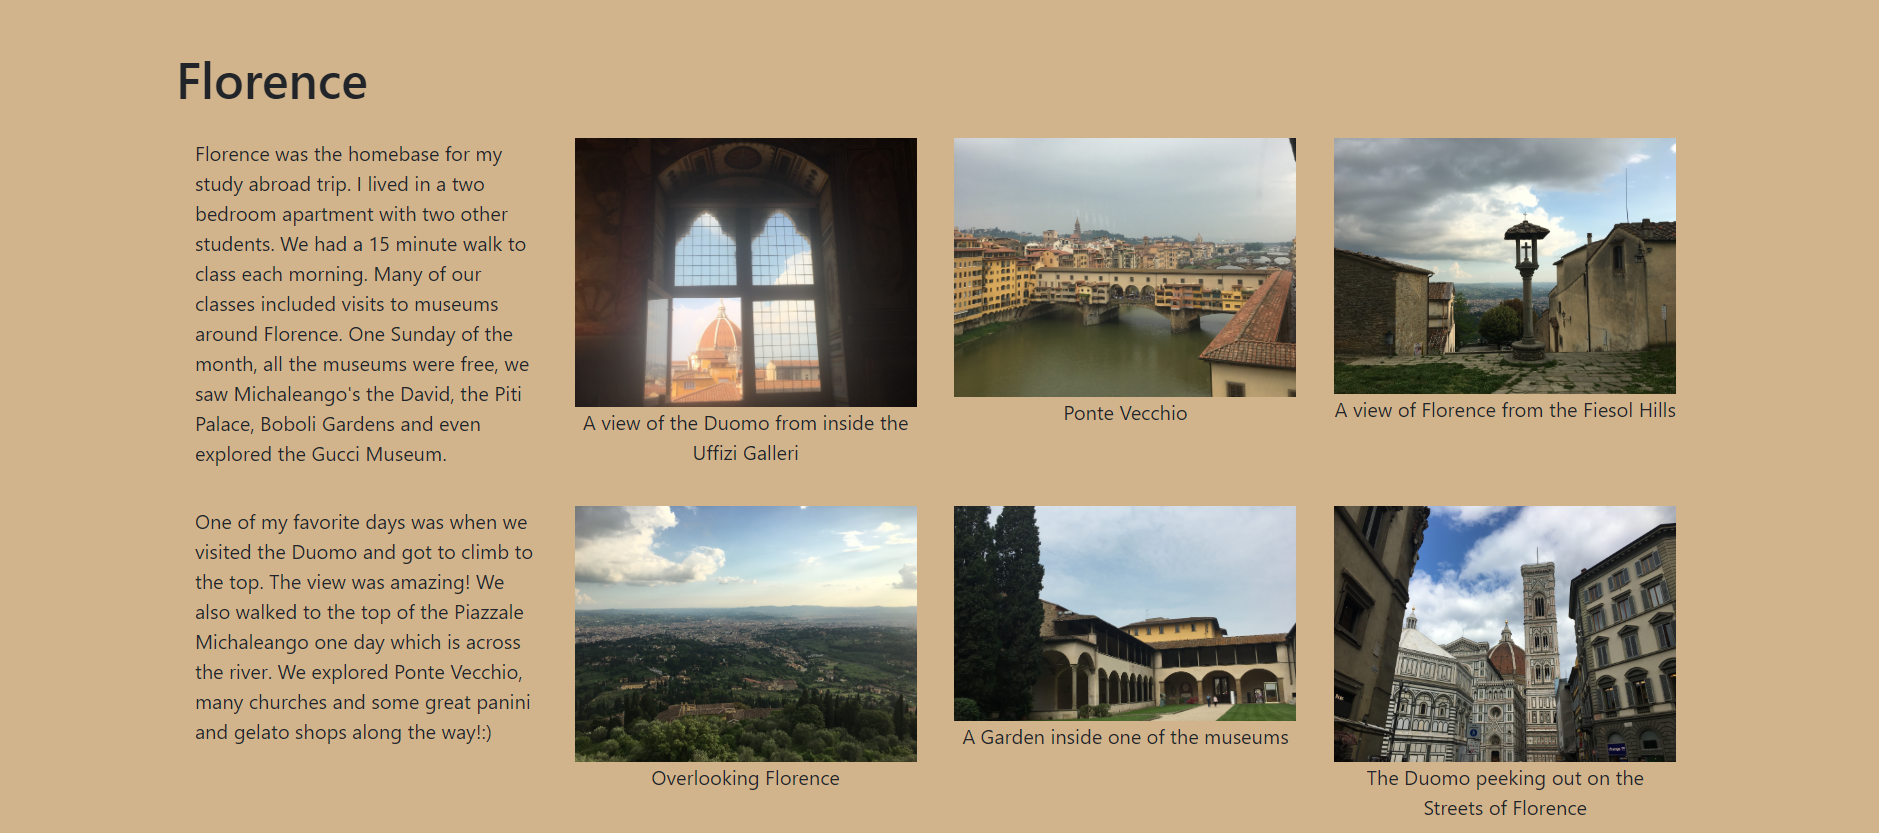 Florence
Florence was the homebase for my
study abroad trip. I lived in a two
bedroom apartment with two other
students. We had a 15 minute walk to
class each morning. Many of our
classes included visits to museums
around Florence. One Sunday of the
month, all the museums were free, we
saw Michaleango's the David, the Piti
Palace, Boboli Gardens and even
explored the Gucci Museum.
A view of the Duomo from inside the
Uffizi Galleri
Ponte Vecchio
A view of Florence from the Fiesol Hills
One of my favorite days was when we
visited the Duomo and got to climb to
the top. The view was amazing! We
also walked to the top of the Piazzale
Michaleango one day which is across
the river. We explored Ponte Vecchio,
many churches and some great panini
and gelato shops along the way!:)
Overlooking Florence
A Garden inside one of the museums
The Duomo peeking out on the
Streets of Florence